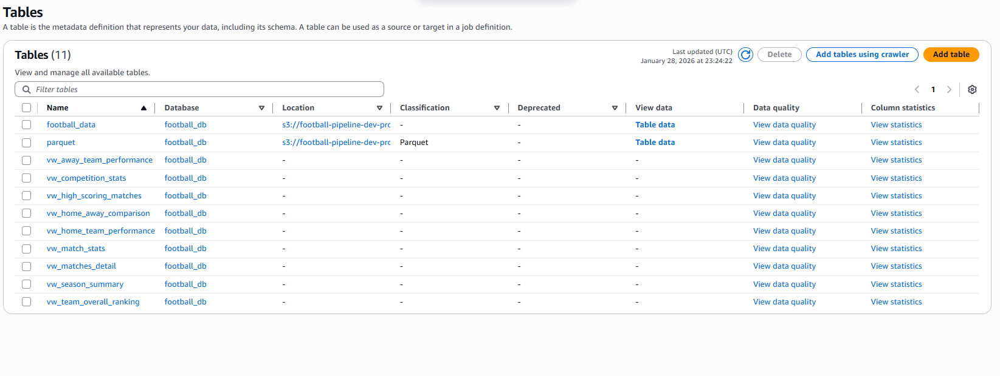 Tables
A table is the metadata definition that represents your data, including its schema. A table can be used as a source or target in a job definition.
Tables (11)
Last updated (UTC)
January 28, 2026 at 23:24:22
Delete
Add tables using crawler
Add table
View and manage all available tables.
Filter tables
1
Name Database Location Classification Deprecated View data Data quality Column statistics
football_data football_db s3://football-pipeline-dev-prc - - Table data View data quality View statistics
parquet football_db s3://football-pipeline-dev-prc Parquet - Table data View data quality View statistics
vw_away_team_performance football_db - - - - View data quality View statistics
vw_competition_stats football_db - - - - View data quality View statistics
vw_high_scoring_matches football_db - - - - View data quality View statistics
vw_home_away_comparison football_db - - - - View data quality View statistics
vw_home_team_performance football_db - - - - View data quality View statistics
vw_match_stats football_db - - - - View data quality View statistics
vw_matches_detail football_db - - - - View data quality View statistics
vw_season_summary football_db - - - - View data quality View statistics
vw_team_overall_ranking football_db - - - - View data quality View statistics